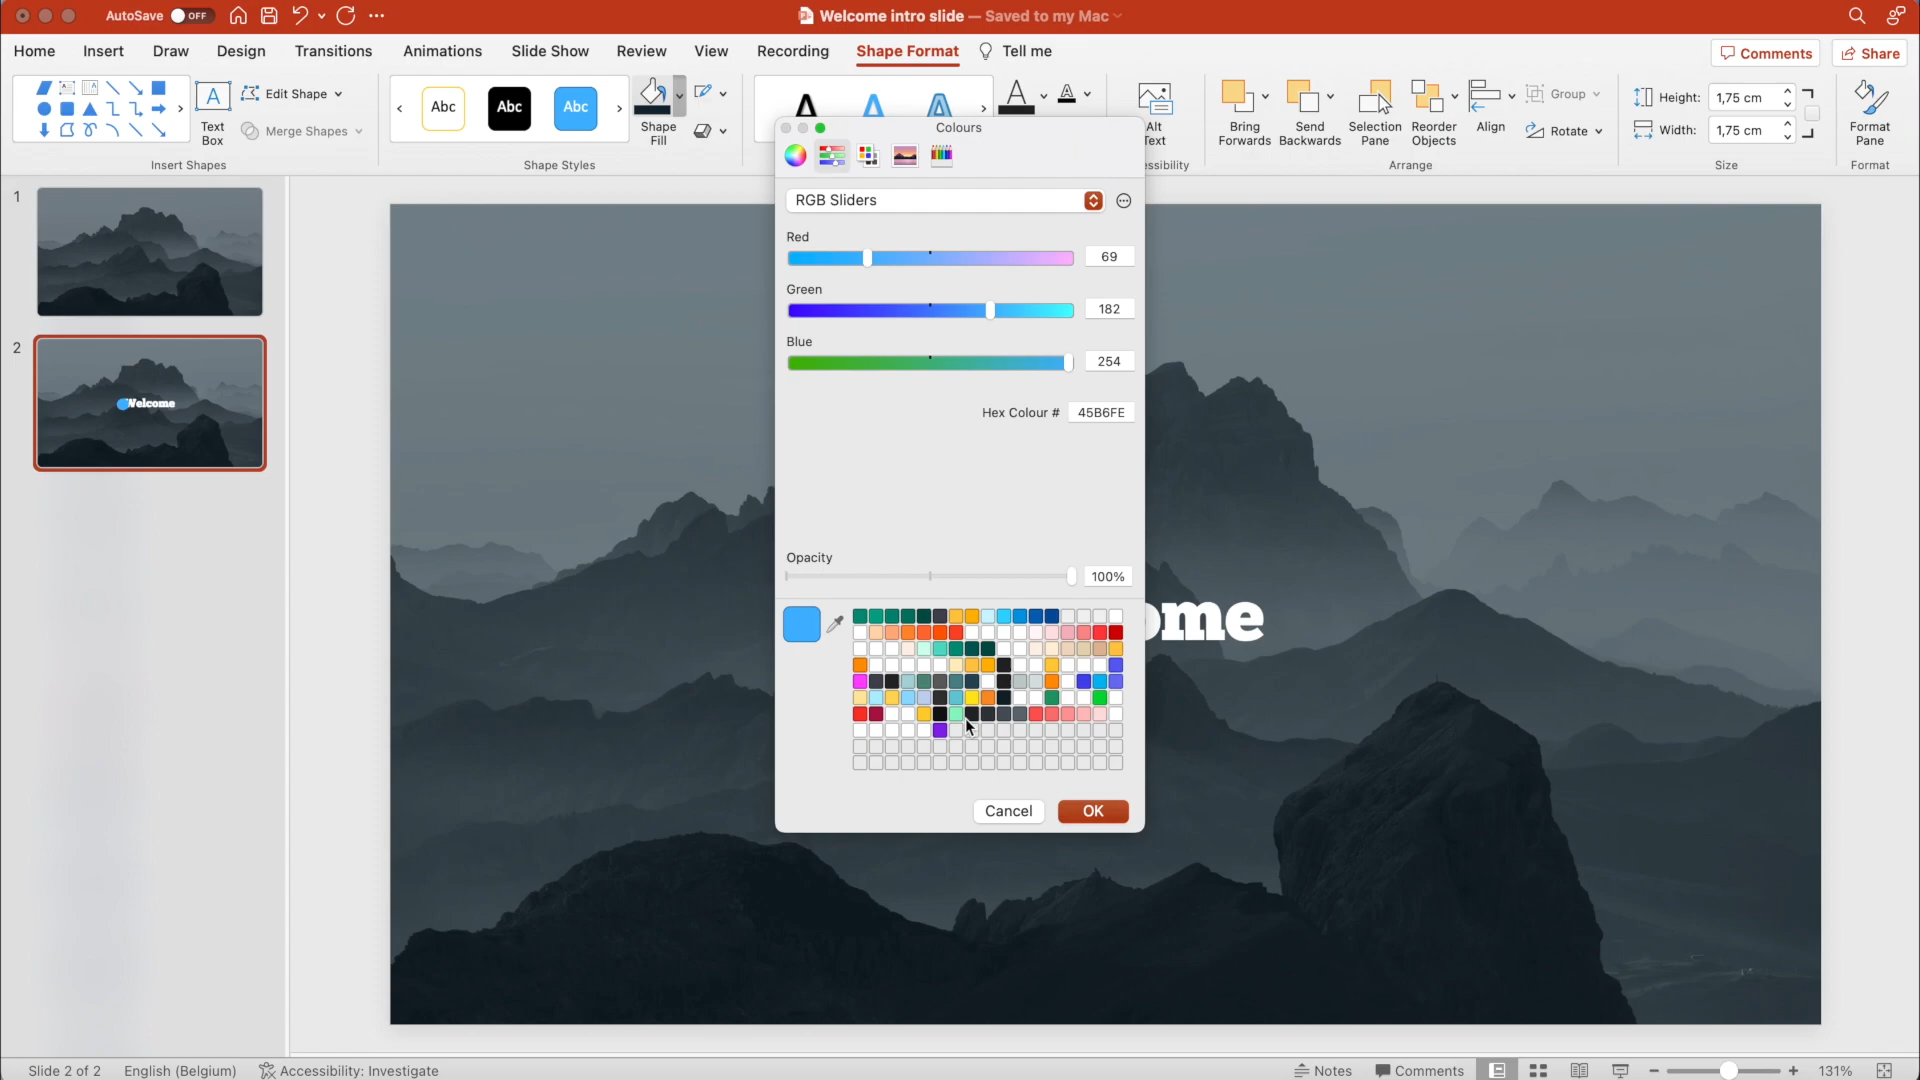 AutoSave OFF
Welcome intro slide — Saved to my Mac
Home Insert Draw Design Transitions Animations Slide Show Review View Recording Shape Format Tell me
Comments Share
Text Box
Edit Shape
Merge Shapes
Insert Shapes
Abc Abc Abc
Shape Fill
Shape Styles
Alt
Text
ssibility
Bring Forwards
Send Backwards
Selection Pane
Reorder Objects
Align
Group
Rotate
Arrange
Height: 1,75 cm
Width: 1,75 cm
Size
Format Pane
Format
Colours
RGB Sliders
Red
69
Green
182
Blue
254
Hex Colour # 45B6FE
Opacity
100%
Cancel OK
1
2
Welcome
ome
Slide 2 of 2 English (Belgium) Accessibility: Investigate
Notes Comments 131%